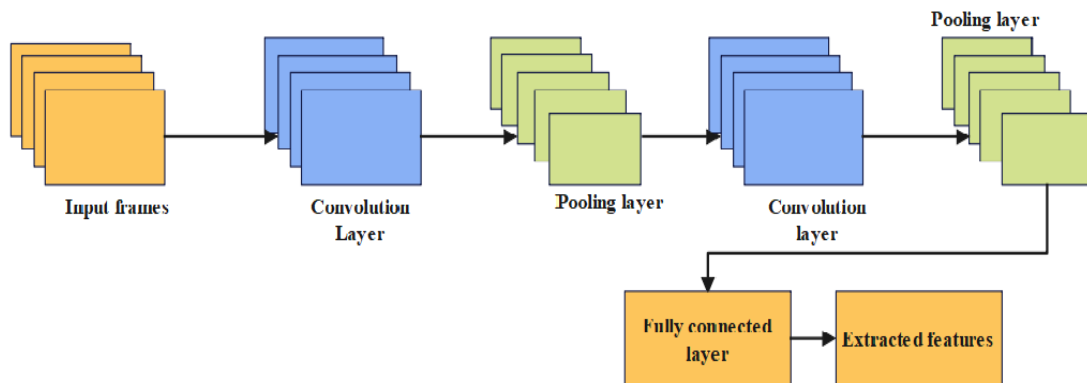 Pooling layer
Input frames
Convolution
Layer
Pooling layer
Convolution
layer
Fully connected
layer
Extracted features